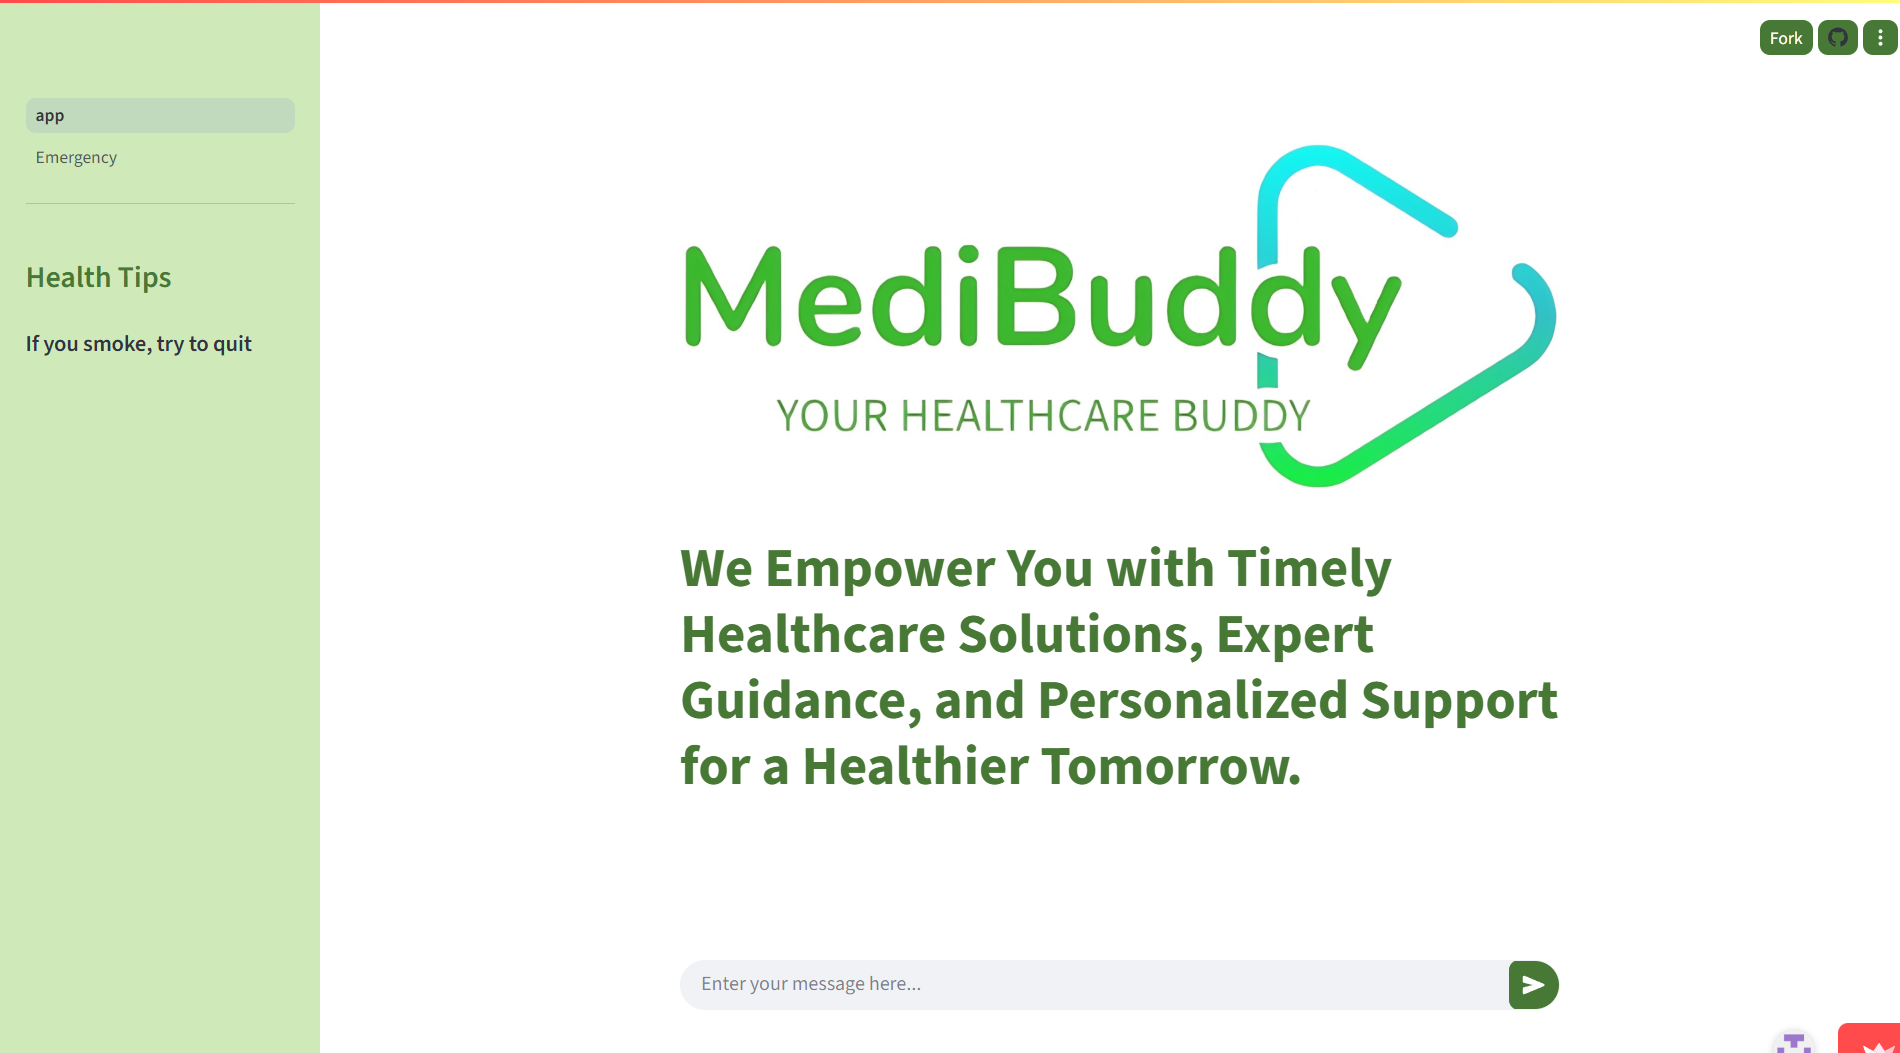 Fork
app
Emergency
Health Tips
If you smoke, try to quit
MediBuddy
YOUR HEALTHCARE BUDDY
We Empower You with Timely
Healthcare Solutions, Expert
Guidance, and Personalized Support
for a Healthier Tomorrow.
Enter your message here...